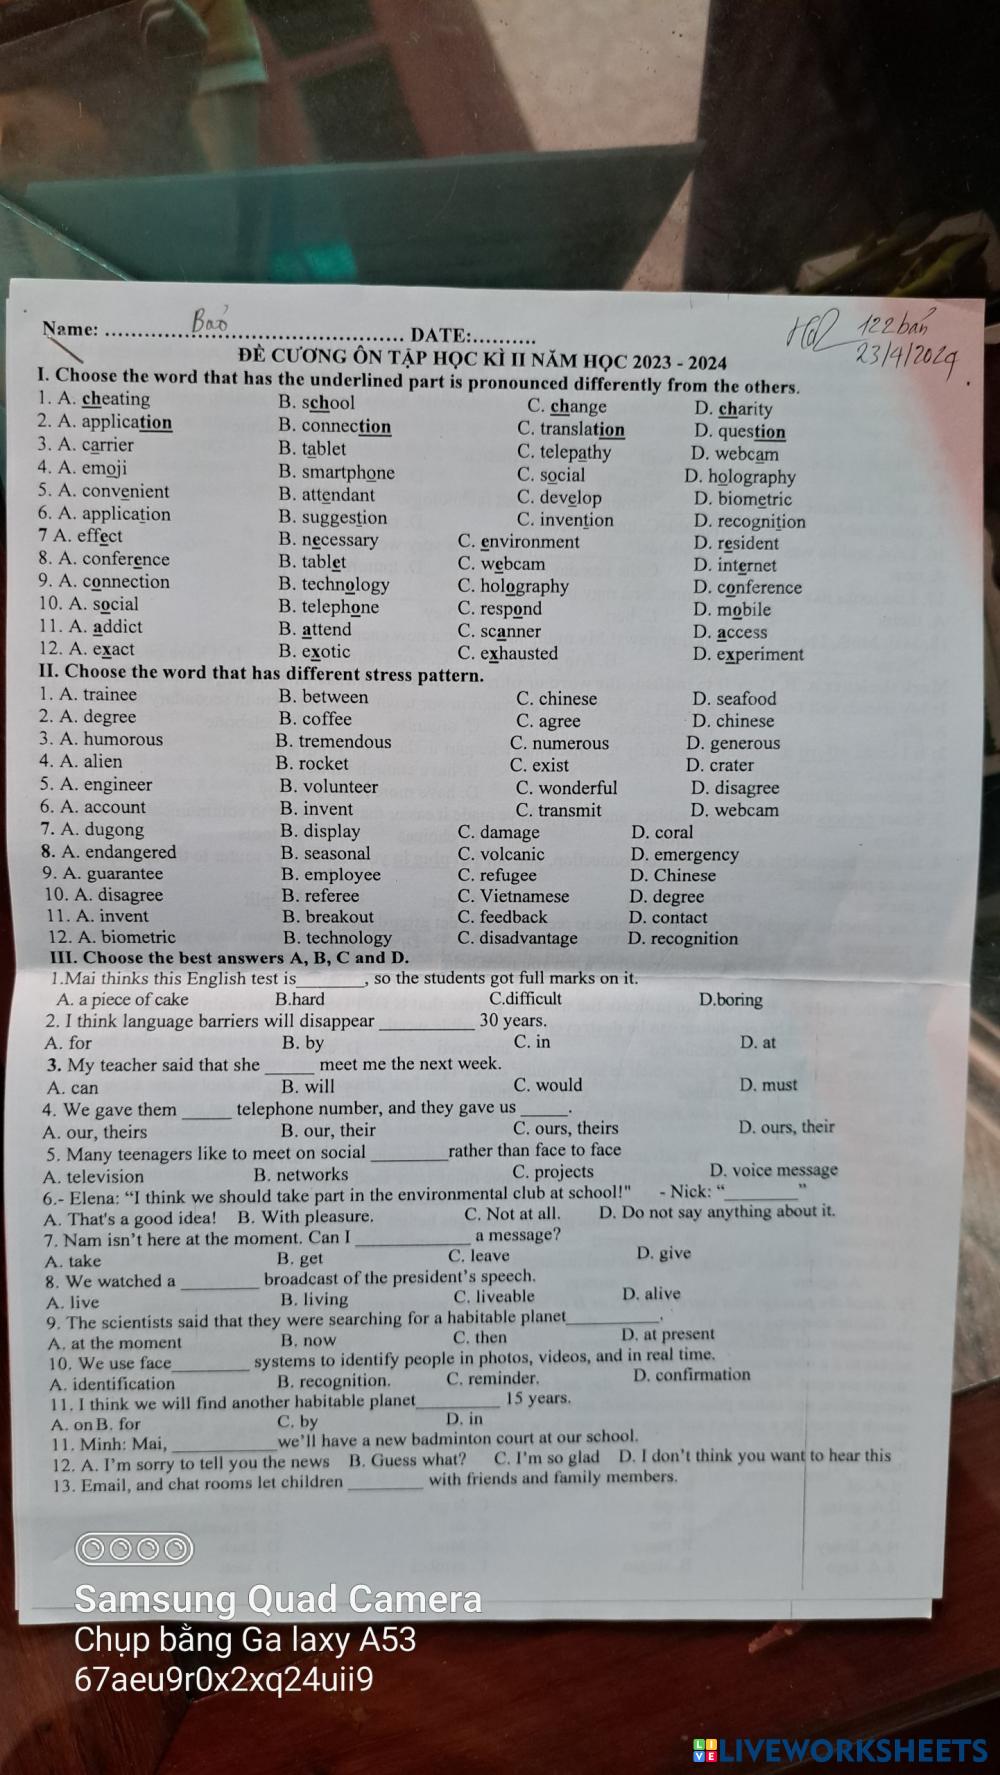 Name: .................................................. DATE:..........
Bảo
122 bản
23/4/2024
ĐỀ CƯƠNG ÔN TẬP HỌC KÌ II NĂM HỌC 2023 - 2024
I. Choose the word that has the underlined part is pronounced differently from the others.
1. A. cheating B. school C. change D. charity
2. A. application B. connection C. translation D. question
3. A. carrier B. tablet C. telepathy D. webcam
4. A. emoji B. smartphone C. social D. holography
5. A. convenient B. attendant C. develop D. biometric
6. A. application B. suggestion C. invention D. recognition
7 A. effect B. necessary C. environment D. resident
8. A. conference B. tablet C. webcam D. internet
9. A. connection B. technology C. holography D. conference
10. A. social B. telephone C. respond D. mobile
11. A. addict B. attend C. scanner D. access
12. A. exact B. exotic C. exhausted D. experiment
II. Choose the word that has different stress pattern.
1. A. trainee B. between C. chinese D. seafood
2. A. degree B. coffee C. agree D. chinese
3. A. humorous B. tremendous C. numerous D. generous
4. A. alien B. rocket C. exist D. crater
5. A. engineer B. volunteer C. wonderful D. disagree
6. A. account B. invent C. transmit D. webcam
7. A. dugong B. display C. damage D. coral
8. A. endangered B. seasonal C. volcanic D. emergency
9. A. guarantee B. employee C. refugee D. Chinese
10. A. disagree B. referee C. Vietnamese D. degree
11. A. invent B. breakout C. feedback D. contact
12. A. biometric B. technology C. disadvantage D. recognition
III. Choose the best answers A, B, C and D.
1.Mai thinks this English test is________, so the students got full marks on it.
A. a piece of cake B.hard C.difficult D.boring
2. I think language barriers will disappear __________ 30 years.
A. for B. by C. in D. at
3. My teacher said that she _____ meet me the next week.
A. can B. will C. would D. must
4. We gave them _____ telephone number, and they gave us _____.
A. our, theirs B. our, their C. ours, theirs D. ours, their
5. Many teenagers like to meet on social ________rather than face to face
A. television B. networks C. projects D. voice message
6.- Elena: “I think we should take part in the environmental club at school!" - Nick: “________”
A. That's a good idea! B. With pleasure. C. Not at all. D. Do not say anything about it.
7. Nam isn’t here at the moment. Can I ____________ a message?
A. take B. get C. leave D. give
8. We watched a ________ broadcast of the president’s speech.
A. live B. living C. liveable D. alive
9. The scientists said that they were searching for a habitable planet__________.
A. at the moment B. now C. then D. at present
10. We use face________ systems to identify people in photos, videos, and in real time.
A. identification B. recognition. C. reminder. D. confirmation
11. I think we will find another habitable planet_________ 15 years.
A. on B. for C. by D. in
11. Minh: Mai, ___________we’ll have a new badminton court at our school.
12. A. I’m sorry to tell you the news B. Guess what? C. I'm so glad D. I don’t think you want to hear this
13. Email, and chat rooms let children ________ with friends and family members.
Samsung Quad Camera
Chụp bằng Ga laxy A53
67aeu9r0x2xq24uii9
LIVE LIVEWORKSHEETS